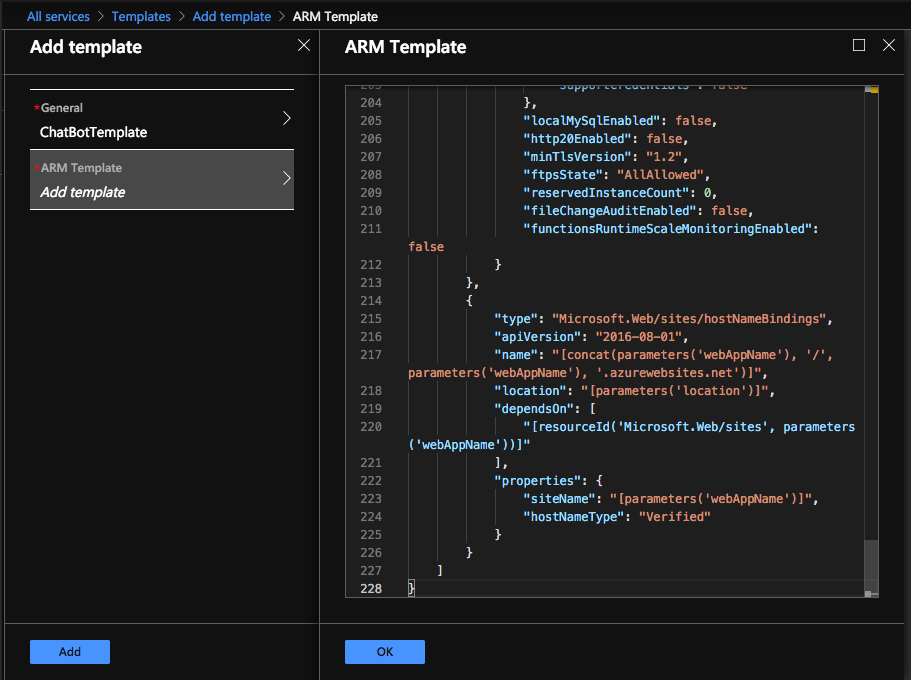 All services > Templates > Add template > ARM Template
Add template
*General
ChatBotTemplate
*ARM Template
Add template
Add
ARM Template
203 "supportCredentials": false
204 },
205 "localMySqlEnabled": false,
206 "http20Enabled": false,
207 "minTlsVersion": "1.2",
208 "ftpsState": "AllAllowed",
209 "reservedInstanceCount": 0,
210 "fileChangeAuditEnabled": false,
211 "functionsRuntimeScaleMonitoringEnabled":
false
212 }
213 },
214 {
215 "type": "Microsoft.Web/sites/hostNameBindings",
216 "apiVersion": "2016-08-01",
217 "name": "[concat(parameters('webAppName'), '/',
parameters('webAppName'), '.azurewebsites.net')]",
218 "location": "[parameters('location')]",
219 "dependsOn": [
220 "[resourceId('Microsoft.Web/sites', parameters
('webAppName'))]"
221 ],
222 "properties": {
223 "siteName": "[parameters('webAppName')]",
224 "hostNameType": "Verified"
225 }
226 }
227 ]
228 }
OK